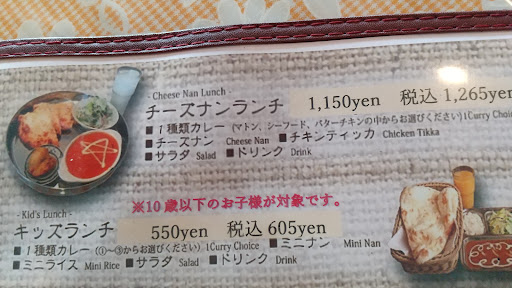 - Cheese Nan Lunch -
チーズナンランチ 1,150yen 税込 1,265yen
■1種類カレー (マトン、シーフード、バターチキンの中からお選びください)1Curry Choice
■チーズナン Cheese Nan ■チキンティッカ Chicken Tikka
■サラダ Salad ■ドリンク Drink
※10歳以下のお子様が対象です。
- Kid's Lunch -
キッズランチ 550yen 税込 605yen
■1種類カレー (①~③からお選びください) 1Curry Choice ■ミニナン Mini Nan
■ミニライス Mini Rice ■サラダ Salad ■ドリンク Drink